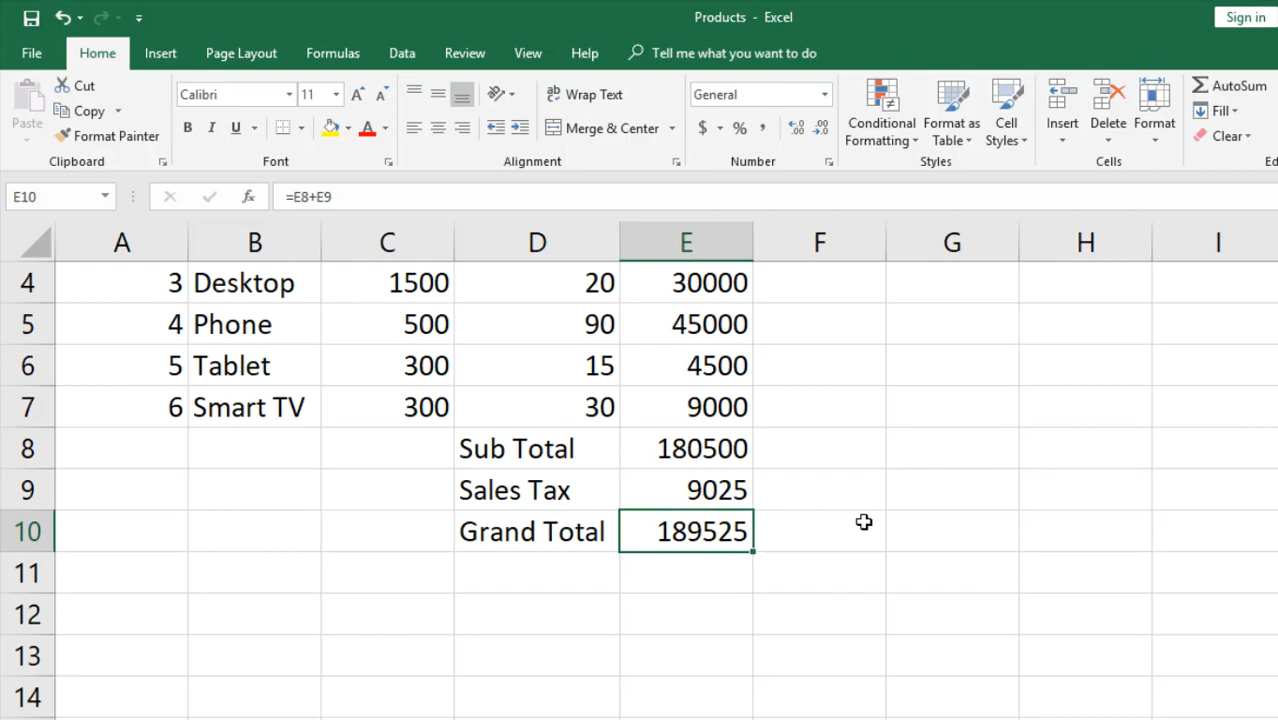 Products - Excel
Sign in
File Home Insert Page Layout Formulas Data Review View Help Tell me what you want to do
Paste
Cut
Copy
Format Painter
Clipboard
Calibri 11 A A
B I U A
Font
ab Wrap Text
Merge & Center
Alignment
General
$ % ,
Number
Conditional Formatting
Format as Table
Cell Styles
Styles
Insert Delete Format
Cells
AutoSum
Fill
Clear
Ed
E10 fx =E8+E9
A B C D E F G H I
4 3 Desktop 1500 20 30000
5 4 Phone 500 90 45000
6 5 Tablet 300 15 4500
7 6 Smart TV 300 30 9000
8 Sub Total 180500
9 Sales Tax 9025
10 Grand Total 189525
11
12
13
14